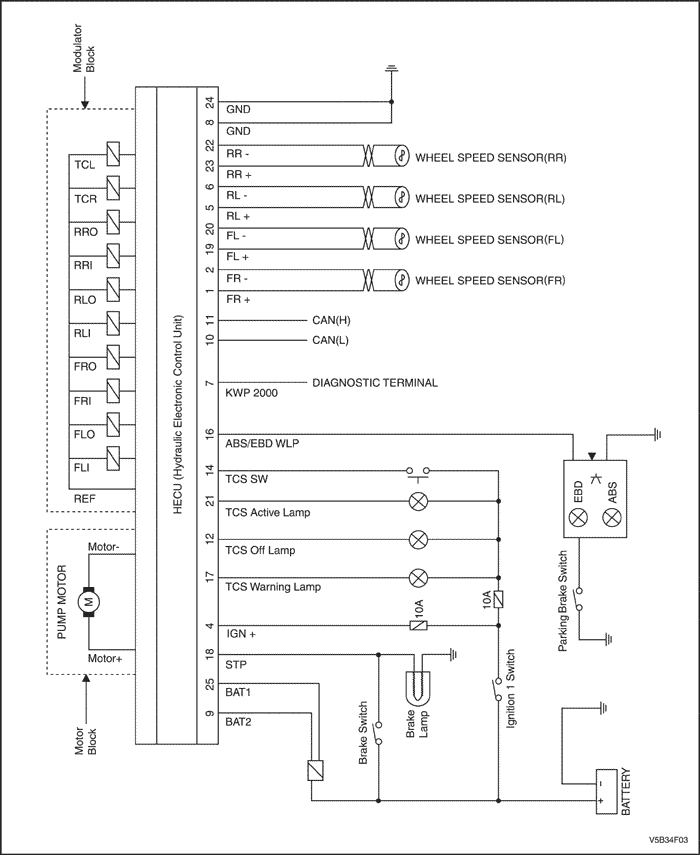 Modulator
Block
TCL
TCR
RRO
RRI
RLO
RLI
FRO
FRI
FLO
FLI
REF
PUMP MOTOR
Motor-
M
Motor+
Motor
Block
HECU (Hydraulic Electronic Control Unit)
24
GND
8
GND
22
RR -
23
RR +
WHEEL SPEED SENSOR(RR)
6
RL -
5
RL +
WHEEL SPEED SENSOR(RL)
20
FL -
19
FL +
WHEEL SPEED SENSOR(FL)
2
FR -
1
FR +
WHEEL SPEED SENSOR(FR)
11
CAN(H)
10
CAN(L)
7
KWP 2000
DIAGNOSTIC TERMINAL
16
ABS/EBD WLP
14
TCS SW
21
TCS Active Lamp
12
TCS Off Lamp
17
TCS Warning Lamp
4
IGN +
10A
10A
18
STP
25
BAT1
9
BAT2
Brake Switch
Brake
Lamp
Ignition 1 Switch
EBD
ABS
Parking Brake Switch
-
+
BATTERY
V5B34F03